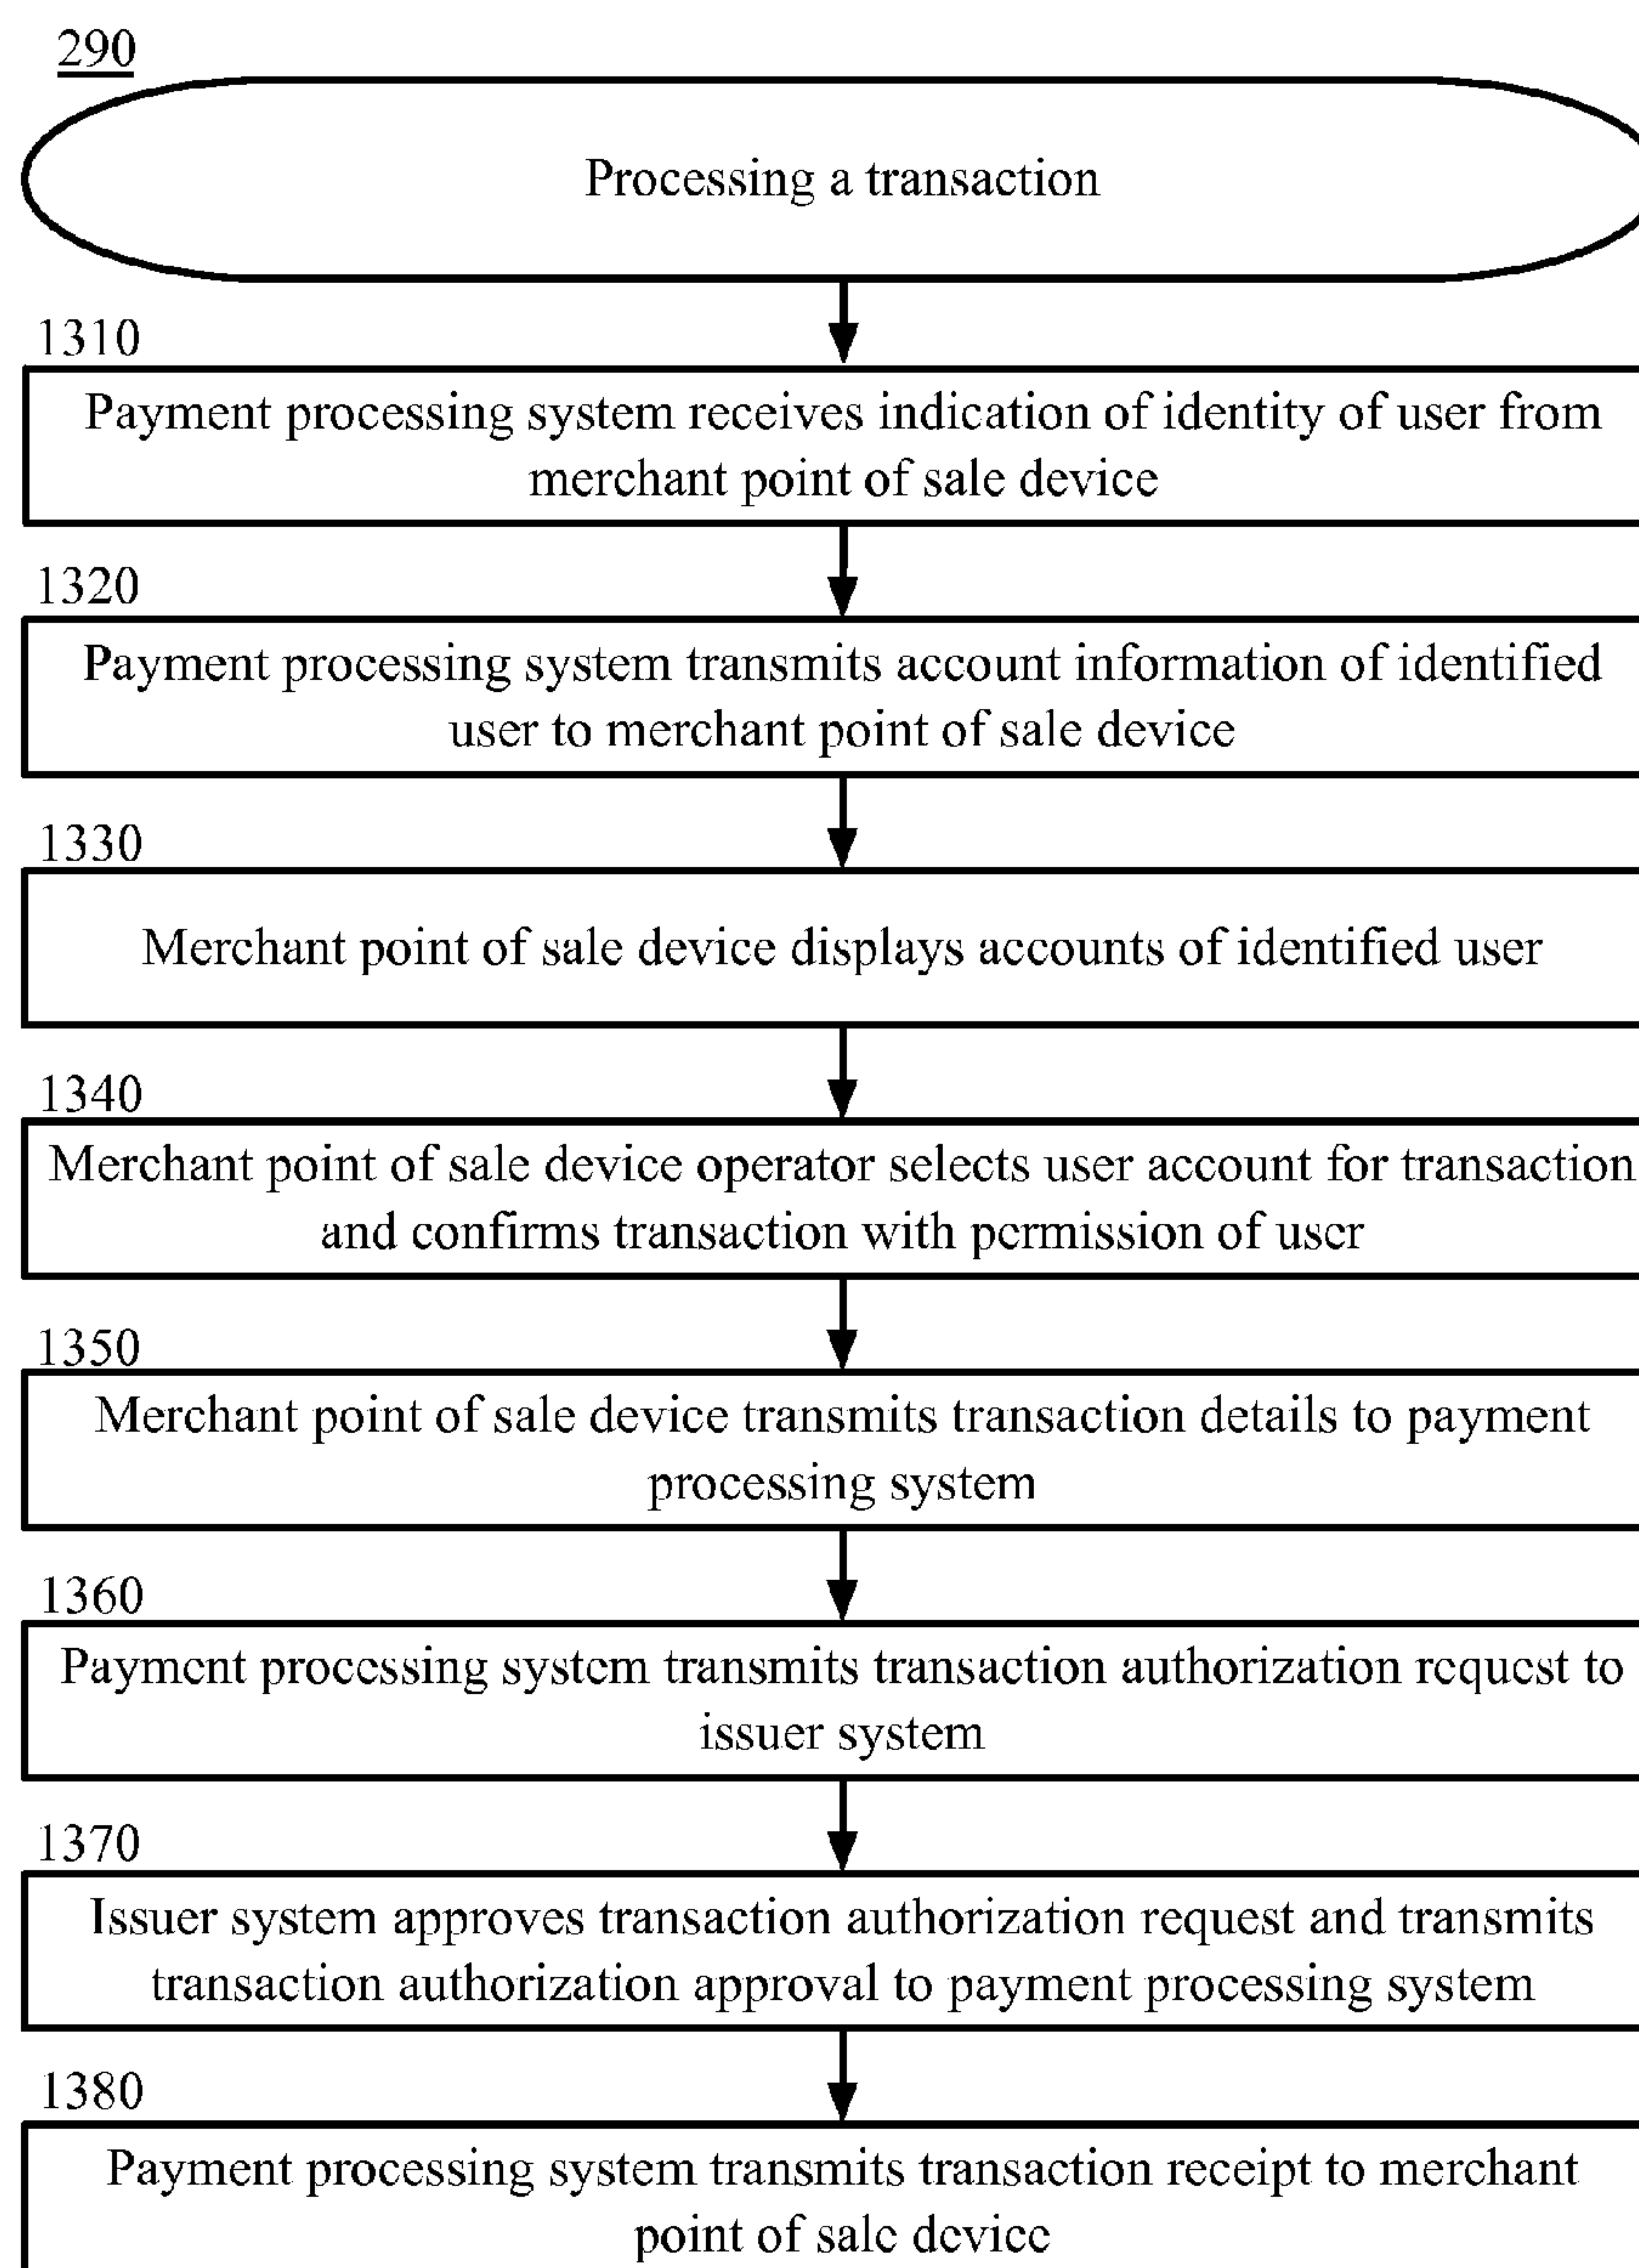 290
Processing a transaction
1310
Payment processing system receives indication of identity of user from
merchant point of sale device
1320
Payment processing system transmits account information of identified
user to merchant point of sale device
1330
Merchant point of sale device displays accounts of identified user
1340
Merchant point of sale device operator selects user account for transaction
and confirms transaction with permission of user
1350
Merchant point of sale device transmits transaction details to payment
processing system
1360
Payment processing system transmits transaction authorization request to
issuer system
1370
Issuer system approves transaction authorization request and transmits
transaction authorization approval to payment processing system
1380
Payment processing system transmits transaction receipt to merchant
point of sale device